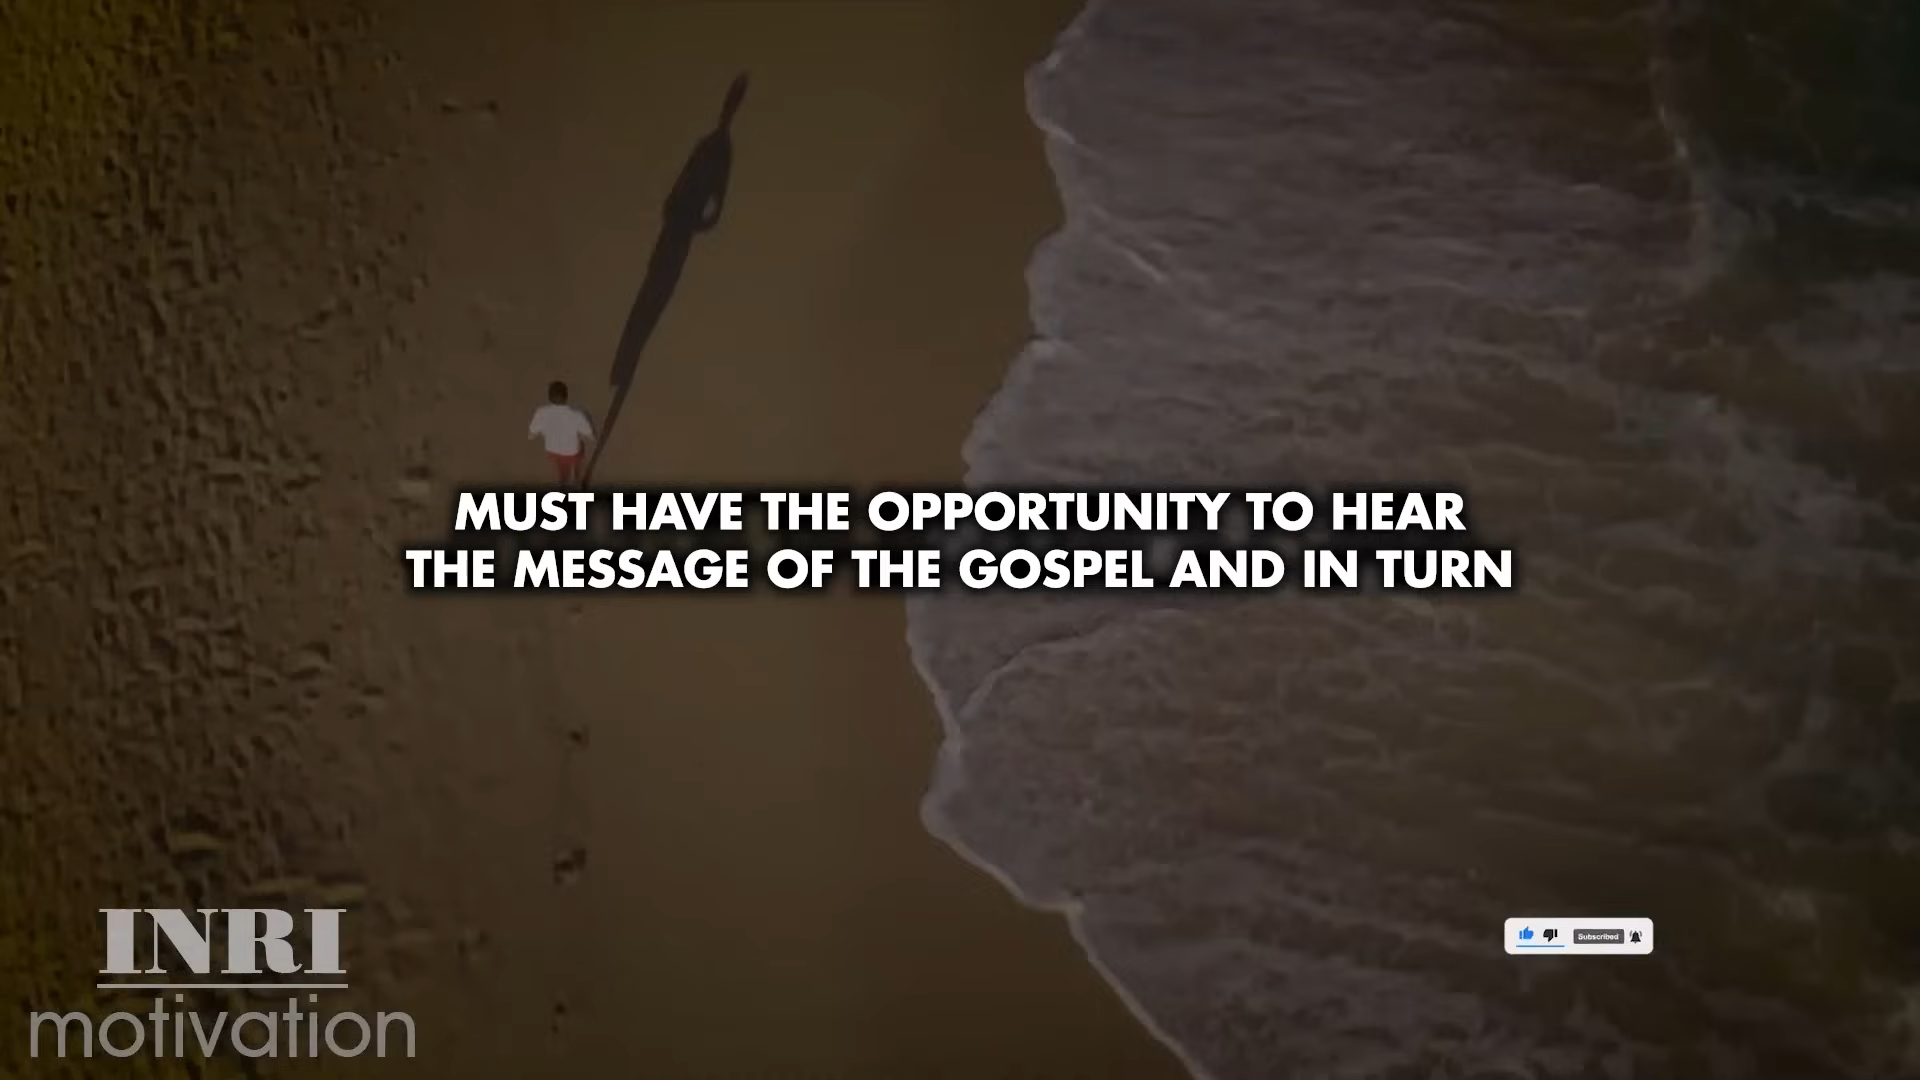 MUST HAVE THE OPPORTUNITY TO HEAR
THE MESSAGE OF THE GOSPEL AND IN TURN
INRI
motivation
Subscribed